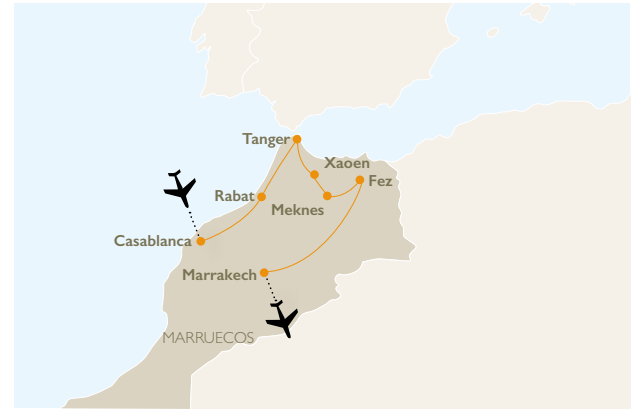 Tanger
Xaoen
Fez
Rabat
Meknes
Casablanca
Marrakech
MARRUECOS